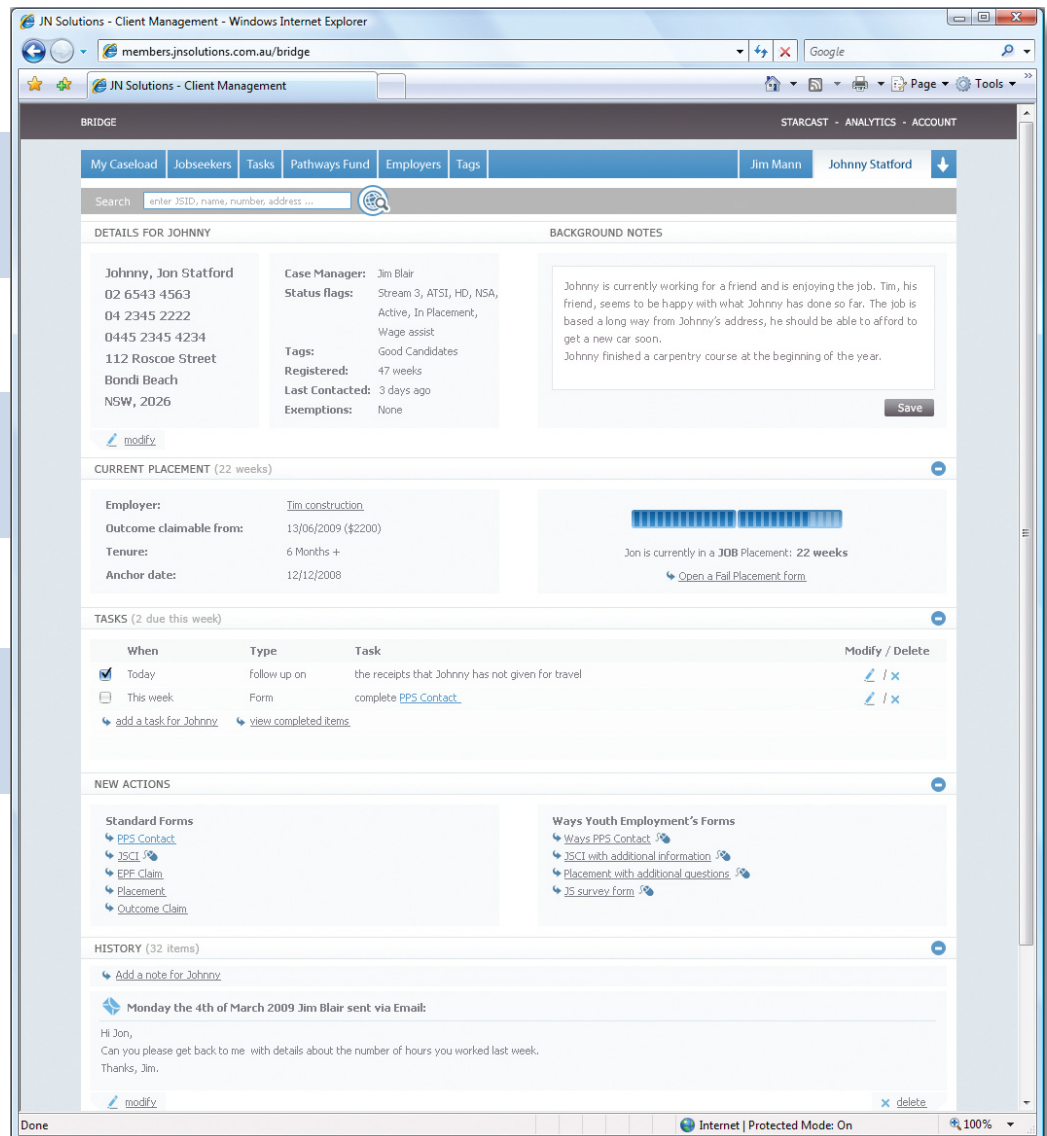 JN Solutions - Client Management - Windows Internet Explorer
members.jnsolutions.com.au/bridge
Google
JN Solutions - Client Management
Page
Tools
BRIDGE
STARCAST - ANALYTICS - ACCOUNT
My Caseload Jobseekers Tasks Pathways Fund Employers Tags Jim Mann Johnny Statford
Search enter JSID, name, number, address ...
DETAILS FOR JOHNNY
Johnny, Jon Statford
02 6543 4563
04 2345 2222
0445 2345 4234
112 Roscoe Street
Bondi Beach
NSW, 2026
modify
Case Manager: Jim Blair
Status flags: Stream 3, ATSI, HD, NSA,
Active, In Placement,
Wage assist
Tags: Good Candidates
Registered: 47 weeks
Last Contacted: 3 days ago
Exemptions: None
BACKGROUND NOTES
Johnny is currently working for a friend and is enjoying the job. Tim, his
friend, seems to be happy with what Johnny has done so far. The job is
based a long way from Johnny's address, he should be able to afford to
get a new car soon.
Johnny finished a carpentry course at the beginning of the year.
Save
CURRENT PLACEMENT (22 weeks)
Employer: Tim construction
Outcome claimable from: 13/06/2009 ($2200)
Tenure: 6 Months +
Anchor date: 12/12/2008
Jon is currently in a JOB Placement: 22 weeks
Open a Fail Placement form
TASKS (2 due this week)
When Type Task Modify / Delete
Today follow up on the receipts that Johnny has not given for travel / x
This week Form complete PPS Contact / x
add a task for Johnny view completed items
NEW ACTIONS
Standard Forms
PPS Contact
JSCI
EPF Claim
Placement
Outcome Claim
Ways Youth Employment's Forms
Ways PPS Contact
JSCI with additional information
Placement with additional questions
JS survey form
HISTORY (32 items)
Add a note for Johnny
Monday the 4th of March 2009 Jim Blair sent via Email:
Hi Jon,
Can you please get back to me with details about the number of hours you worked last week.
Thanks, Jim.
modify x delete
Done Internet | Protected Mode: On 100%